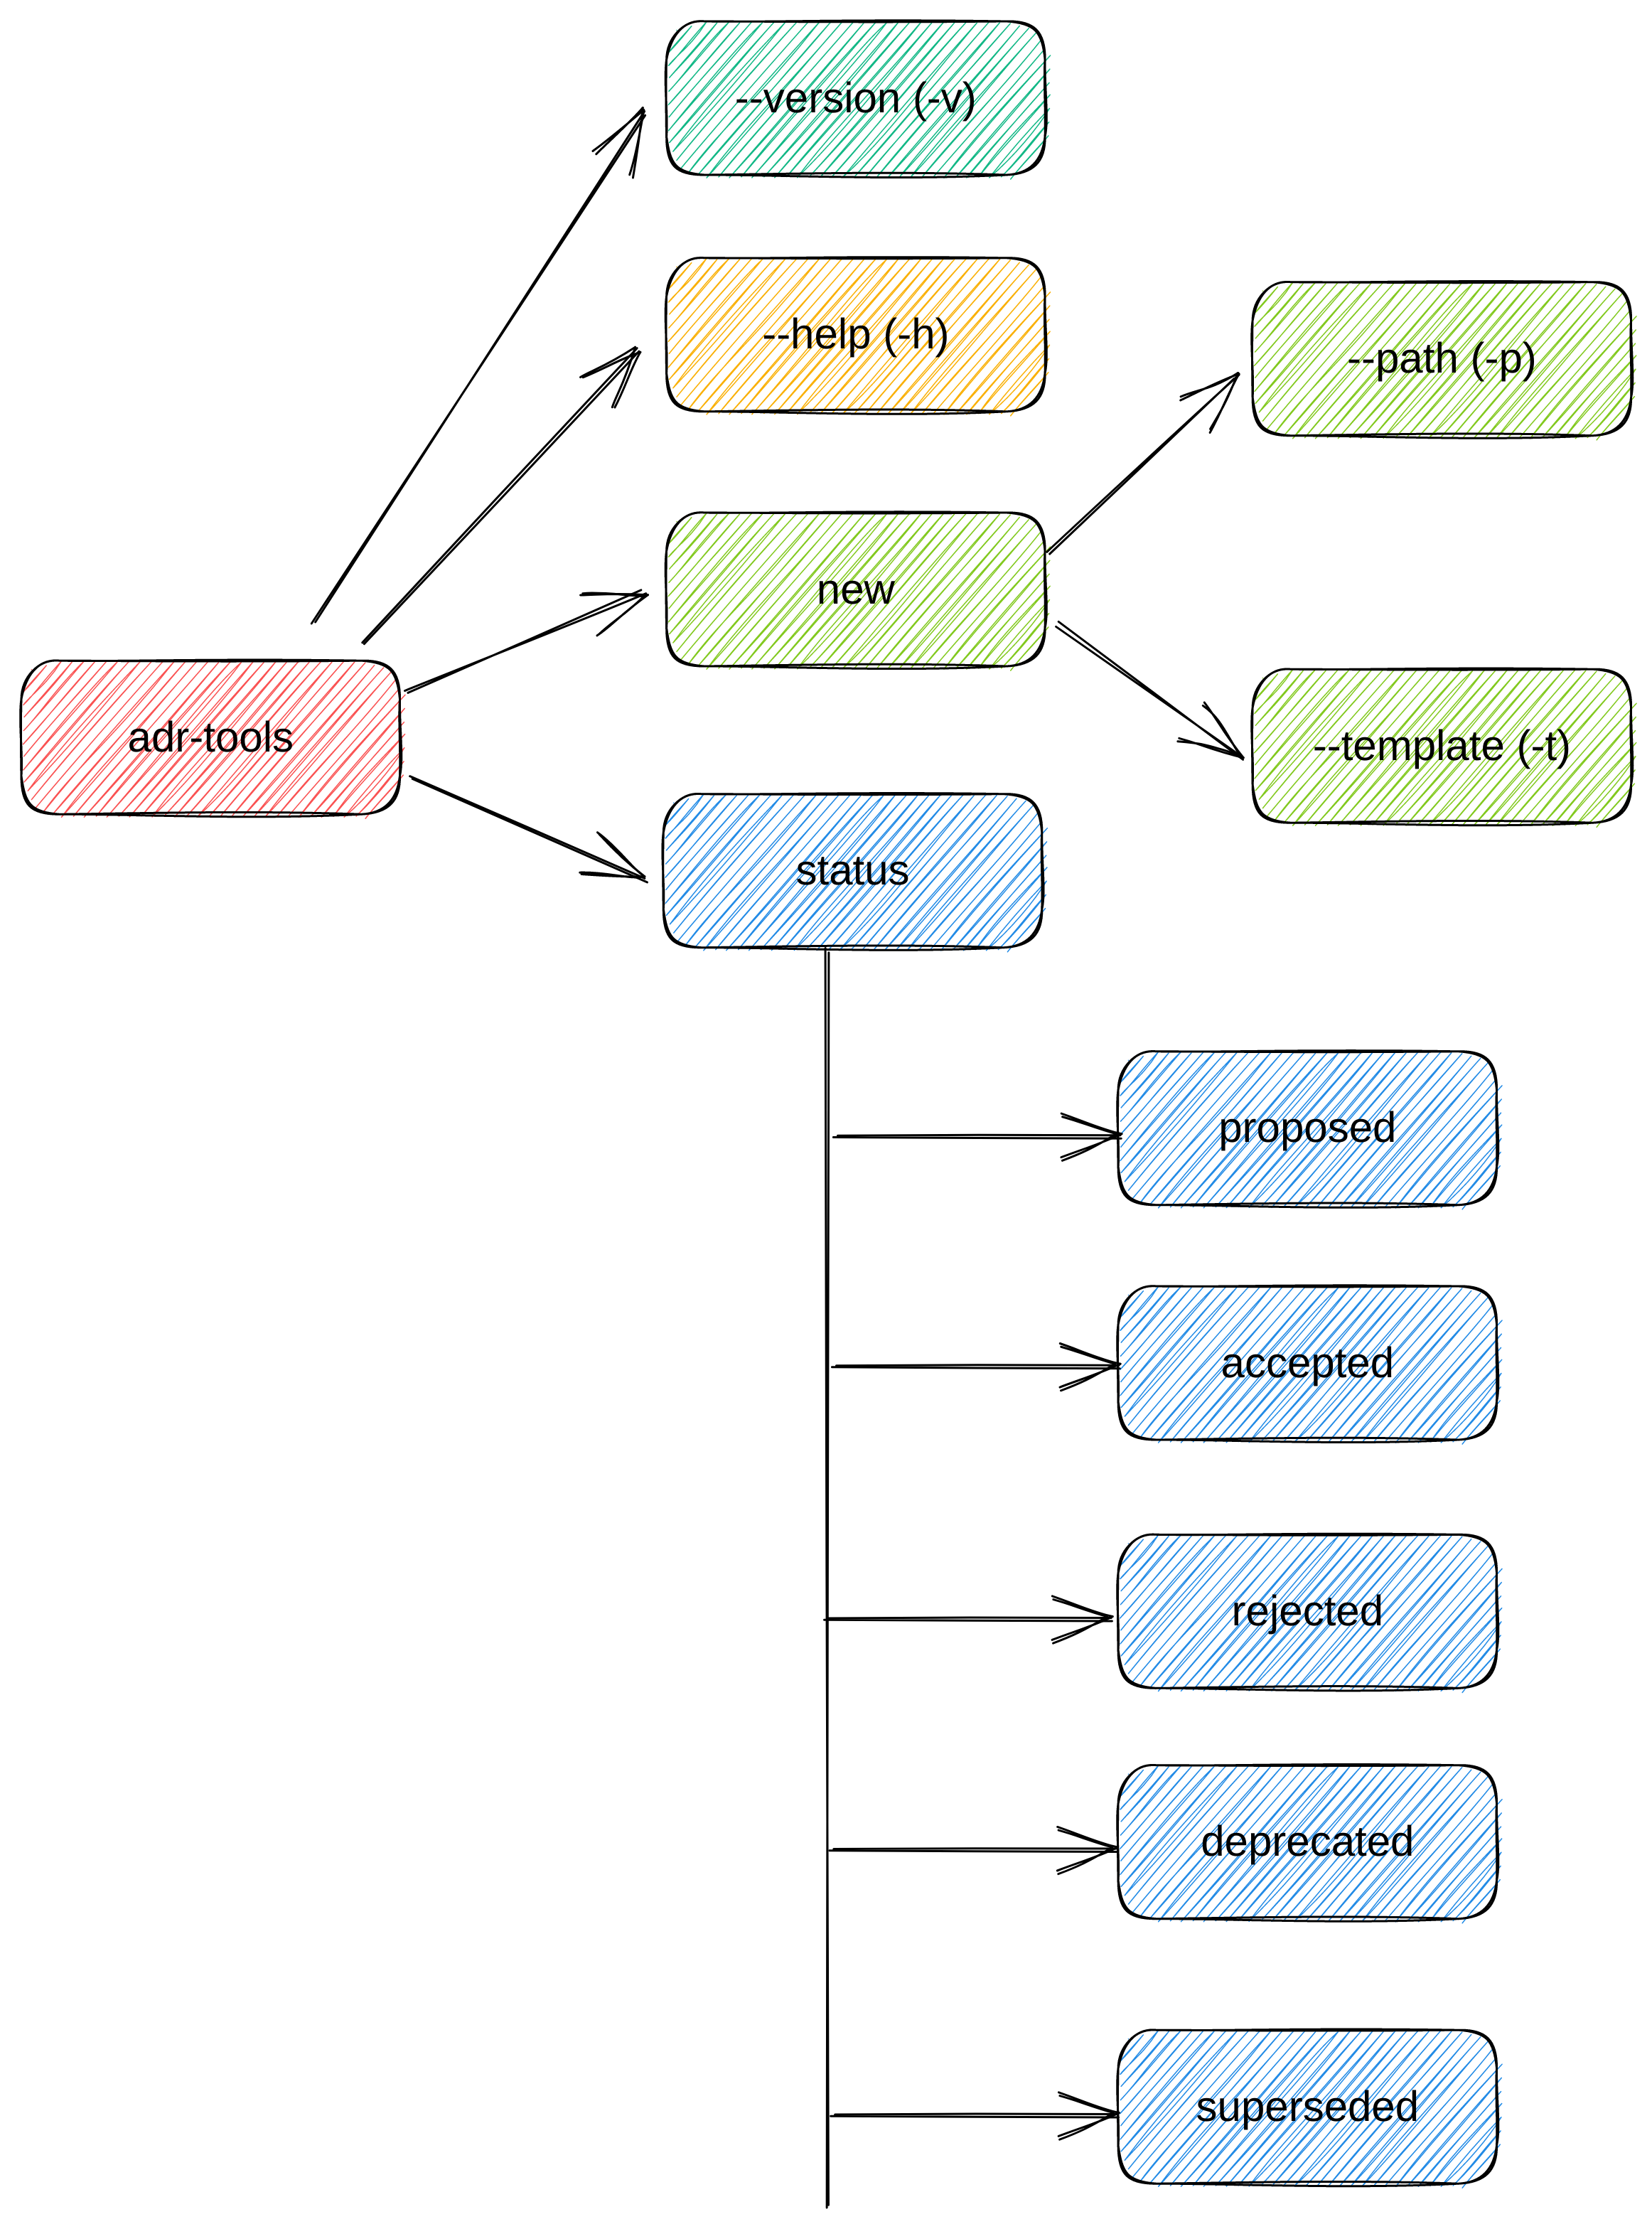 --version (-v)
--help (-h)
--path (-p)
new
adr-tools
--template (-t)
status
proposed
accepted
rejected
deprecated
superseded